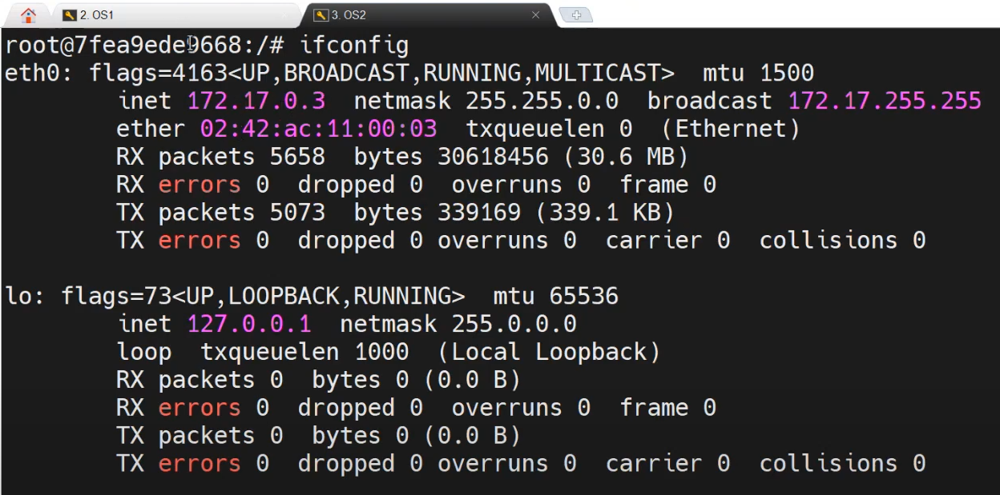 2. OS1
3. OS2
root@7fea9ede9668:/# ifconfig
eth0: flags=4163<UP,BROADCAST,RUNNING,MULTICAST>  mtu 1500
        inet 172.17.0.3  netmask 255.255.0.0  broadcast 172.17.255.255
        ether 02:42:ac:11:00:03  txqueuelen 0  (Ethernet)
        RX packets 5658  bytes 30618456 (30.6 MB)
        RX errors 0  dropped 0  overruns 0  frame 0
        TX packets 5073  bytes 339169 (339.1 KB)
        TX errors 0  dropped 0 overruns 0  carrier 0  collisions 0

lo: flags=73<UP,LOOPBACK,RUNNING>  mtu 65536
        inet 127.0.0.1  netmask 255.0.0.0
        loop  txqueuelen 1000  (Local Loopback)
        RX packets 0  bytes 0 (0.0 B)
        RX errors 0  dropped 0  overruns 0  frame 0
        TX packets 0  bytes 0 (0.0 B)
        TX errors 0  dropped 0 overruns 0  carrier 0  collisions 0